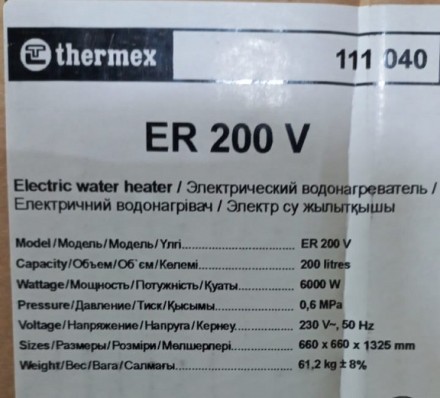 thermex 111 040
ER 200 V
Electric water heater / Электрический водонагреватель /
Електричний водонагрівач / Электр су жылытқышы
Model/Модель/Модель/Үлгі.................. ER 200 V
Capacity/Объем/Об`єм/Көлемі.................. 200 litres
Wattage/Мощность/Потужність/Қуаты.......... 6000 W
Pressure/Давление/Тиск/Қысымы.............. 0,6 MPa
Voltage/Напряжение/Напруга/Кернеу.......... 230 V~, 50 Hz
Sizes/Размеры/Розміри/Мөлшерлері.......... 660 x 660 x 1325 mm
Weight/Вес/Вага/Салмағы.................. 61,2 kg ± 8%